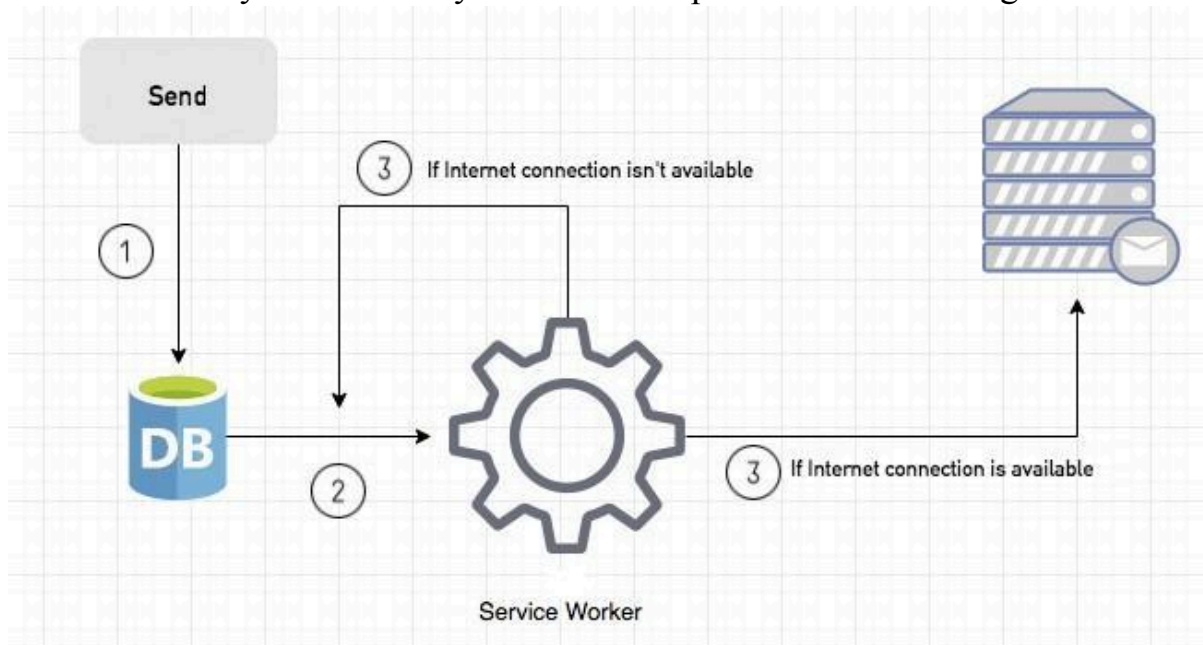 Send
3 If Internet connection isn't available
1
DB
2
3 If Internet connection is available
Service Worker